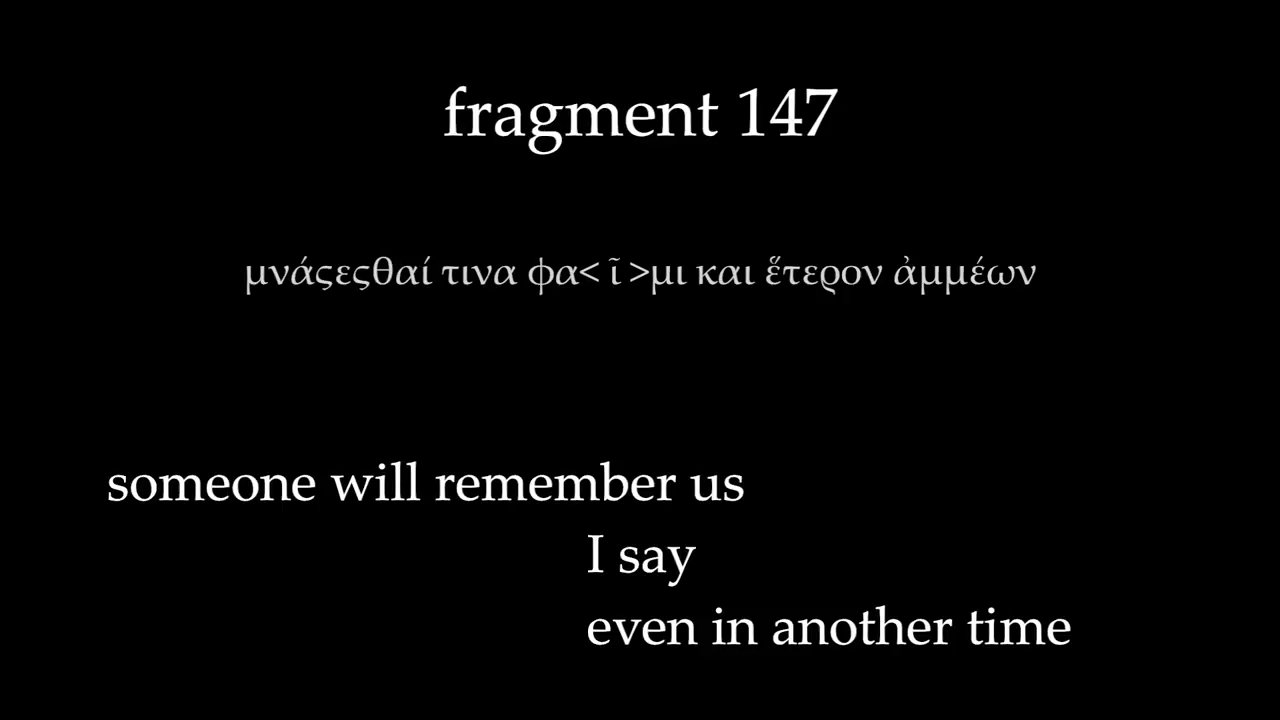 fragment 147
μνάςεςθαί τινα φα< ῖ >μι και ἕτερον ἀμμέων
someone will remember us
I say
even in another time